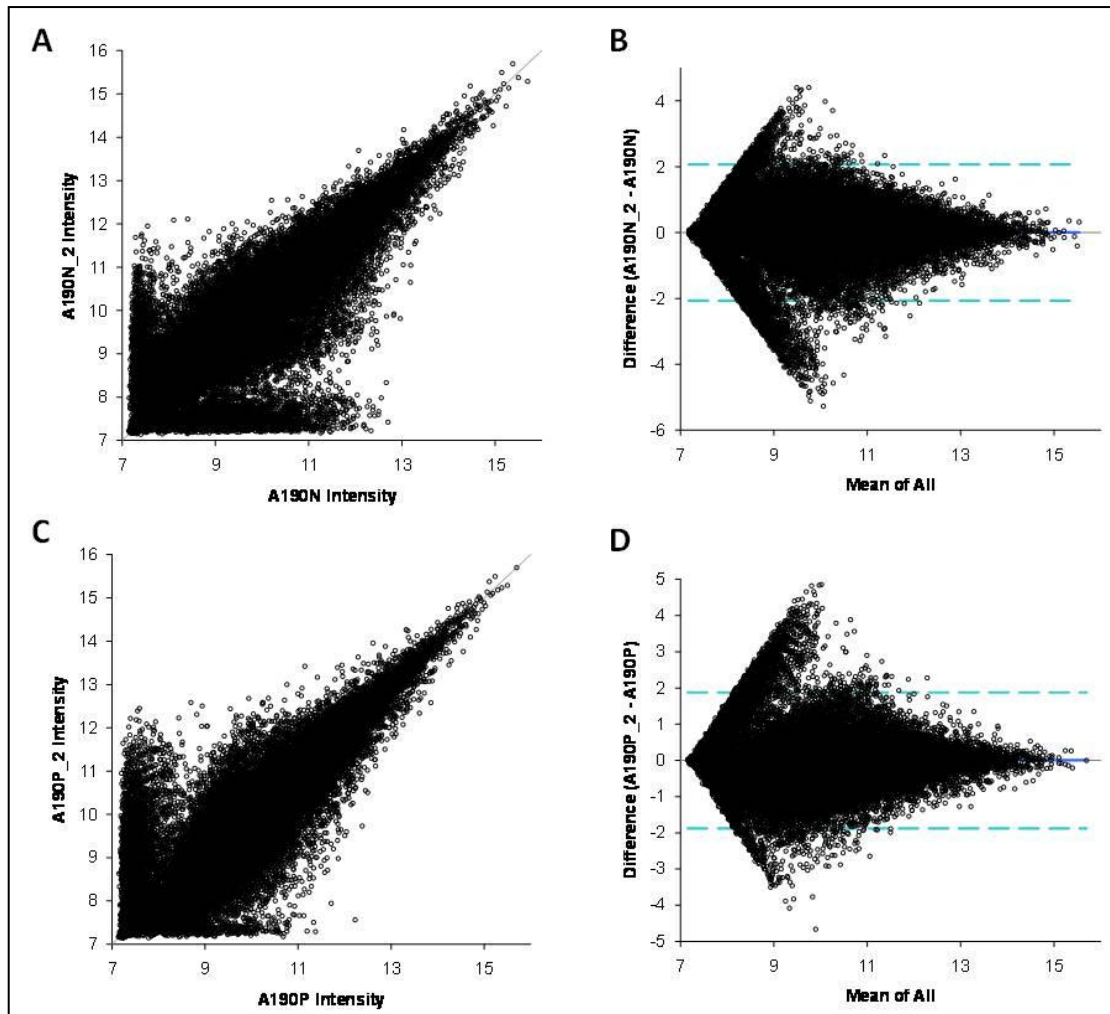 A
16
15
14
13
12
11
10
9
8
7
A190N_2 Intensity
7 9 11 13 15
A190N Intensity
B
4
2
0
-2
-4
-6
Difference (A190N_2 - A190N)
7 9 11 13 15
Mean of All
C
16
15
14
13
12
11
10
9
8
7
A190P_2 Intensity
7 9 11 13 15
A190P Intensity
D
5
4
3
2
1
0
-1
-2
-3
-4
-5
Difference (A190P_2 - A190P)
7 9 11 13 15
Mean of All